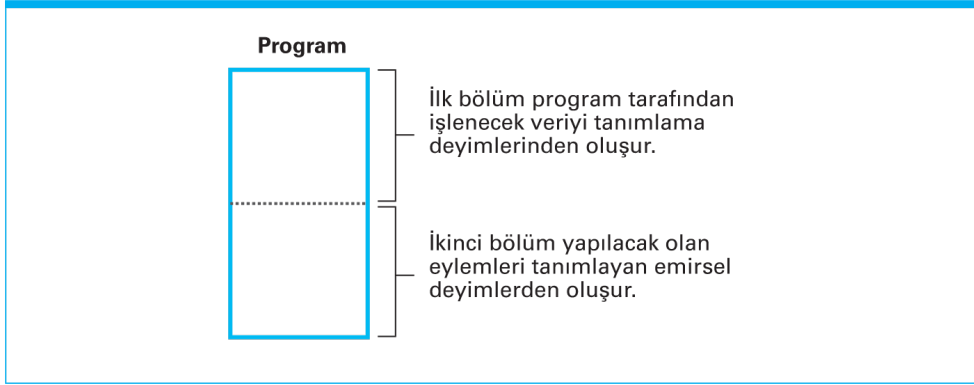 Program
İlk bölüm program tarafından
işlenecek veriyi tanımlama
deyimlerinden oluşur.
İkinci bölüm yapılacak olan
eylemleri tanımlayan emirsel
deyimlerden oluşur.